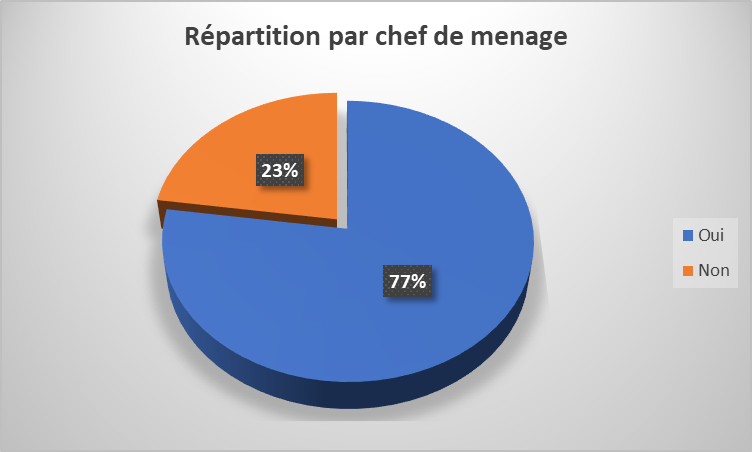 Répartition par chef de menage
23%
77%
Oui
Non